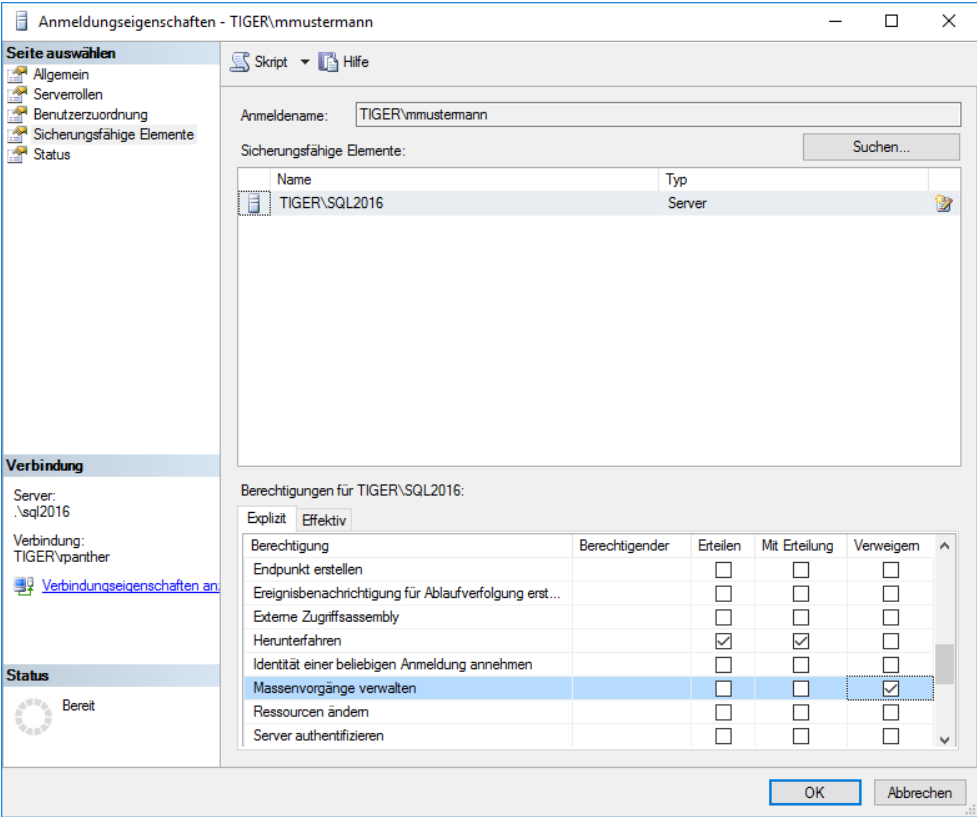 Anmeldungseigenschaften - TIGER\mmustermann
Seite auswählen
Allgemein
Serverrollen
Benutzerzuordnung
Sicherungsfähige Elemente
Status
Skript Hilfe
Anmeldename: TIGER\mmustermann
Sicherungsfähige Elemente: Suchen...
Name Typ
TIGER\SQL2016 Server
Verbindung
Server:
.\sql2016
Verbindung:
TIGER\rpanther
Verbindungseigenschaften an
Status
Bereit
Berechtigungen für TIGER\SQL2016:
Explizit Effektiv
Berechtigung Berechtigender Erteilen Mit Erteilung Verweigern
Endpunkt erstellen
Ereignisbenachrichtigung für Ablaufverfolgung erst...
Externe Zugriffsassembly
Herunterfahren
Identität einer beliebigen Anmeldung annehmen
Massenvorgänge verwalten
Ressourcen ändern
Server authentifizieren
OK Abbrechen